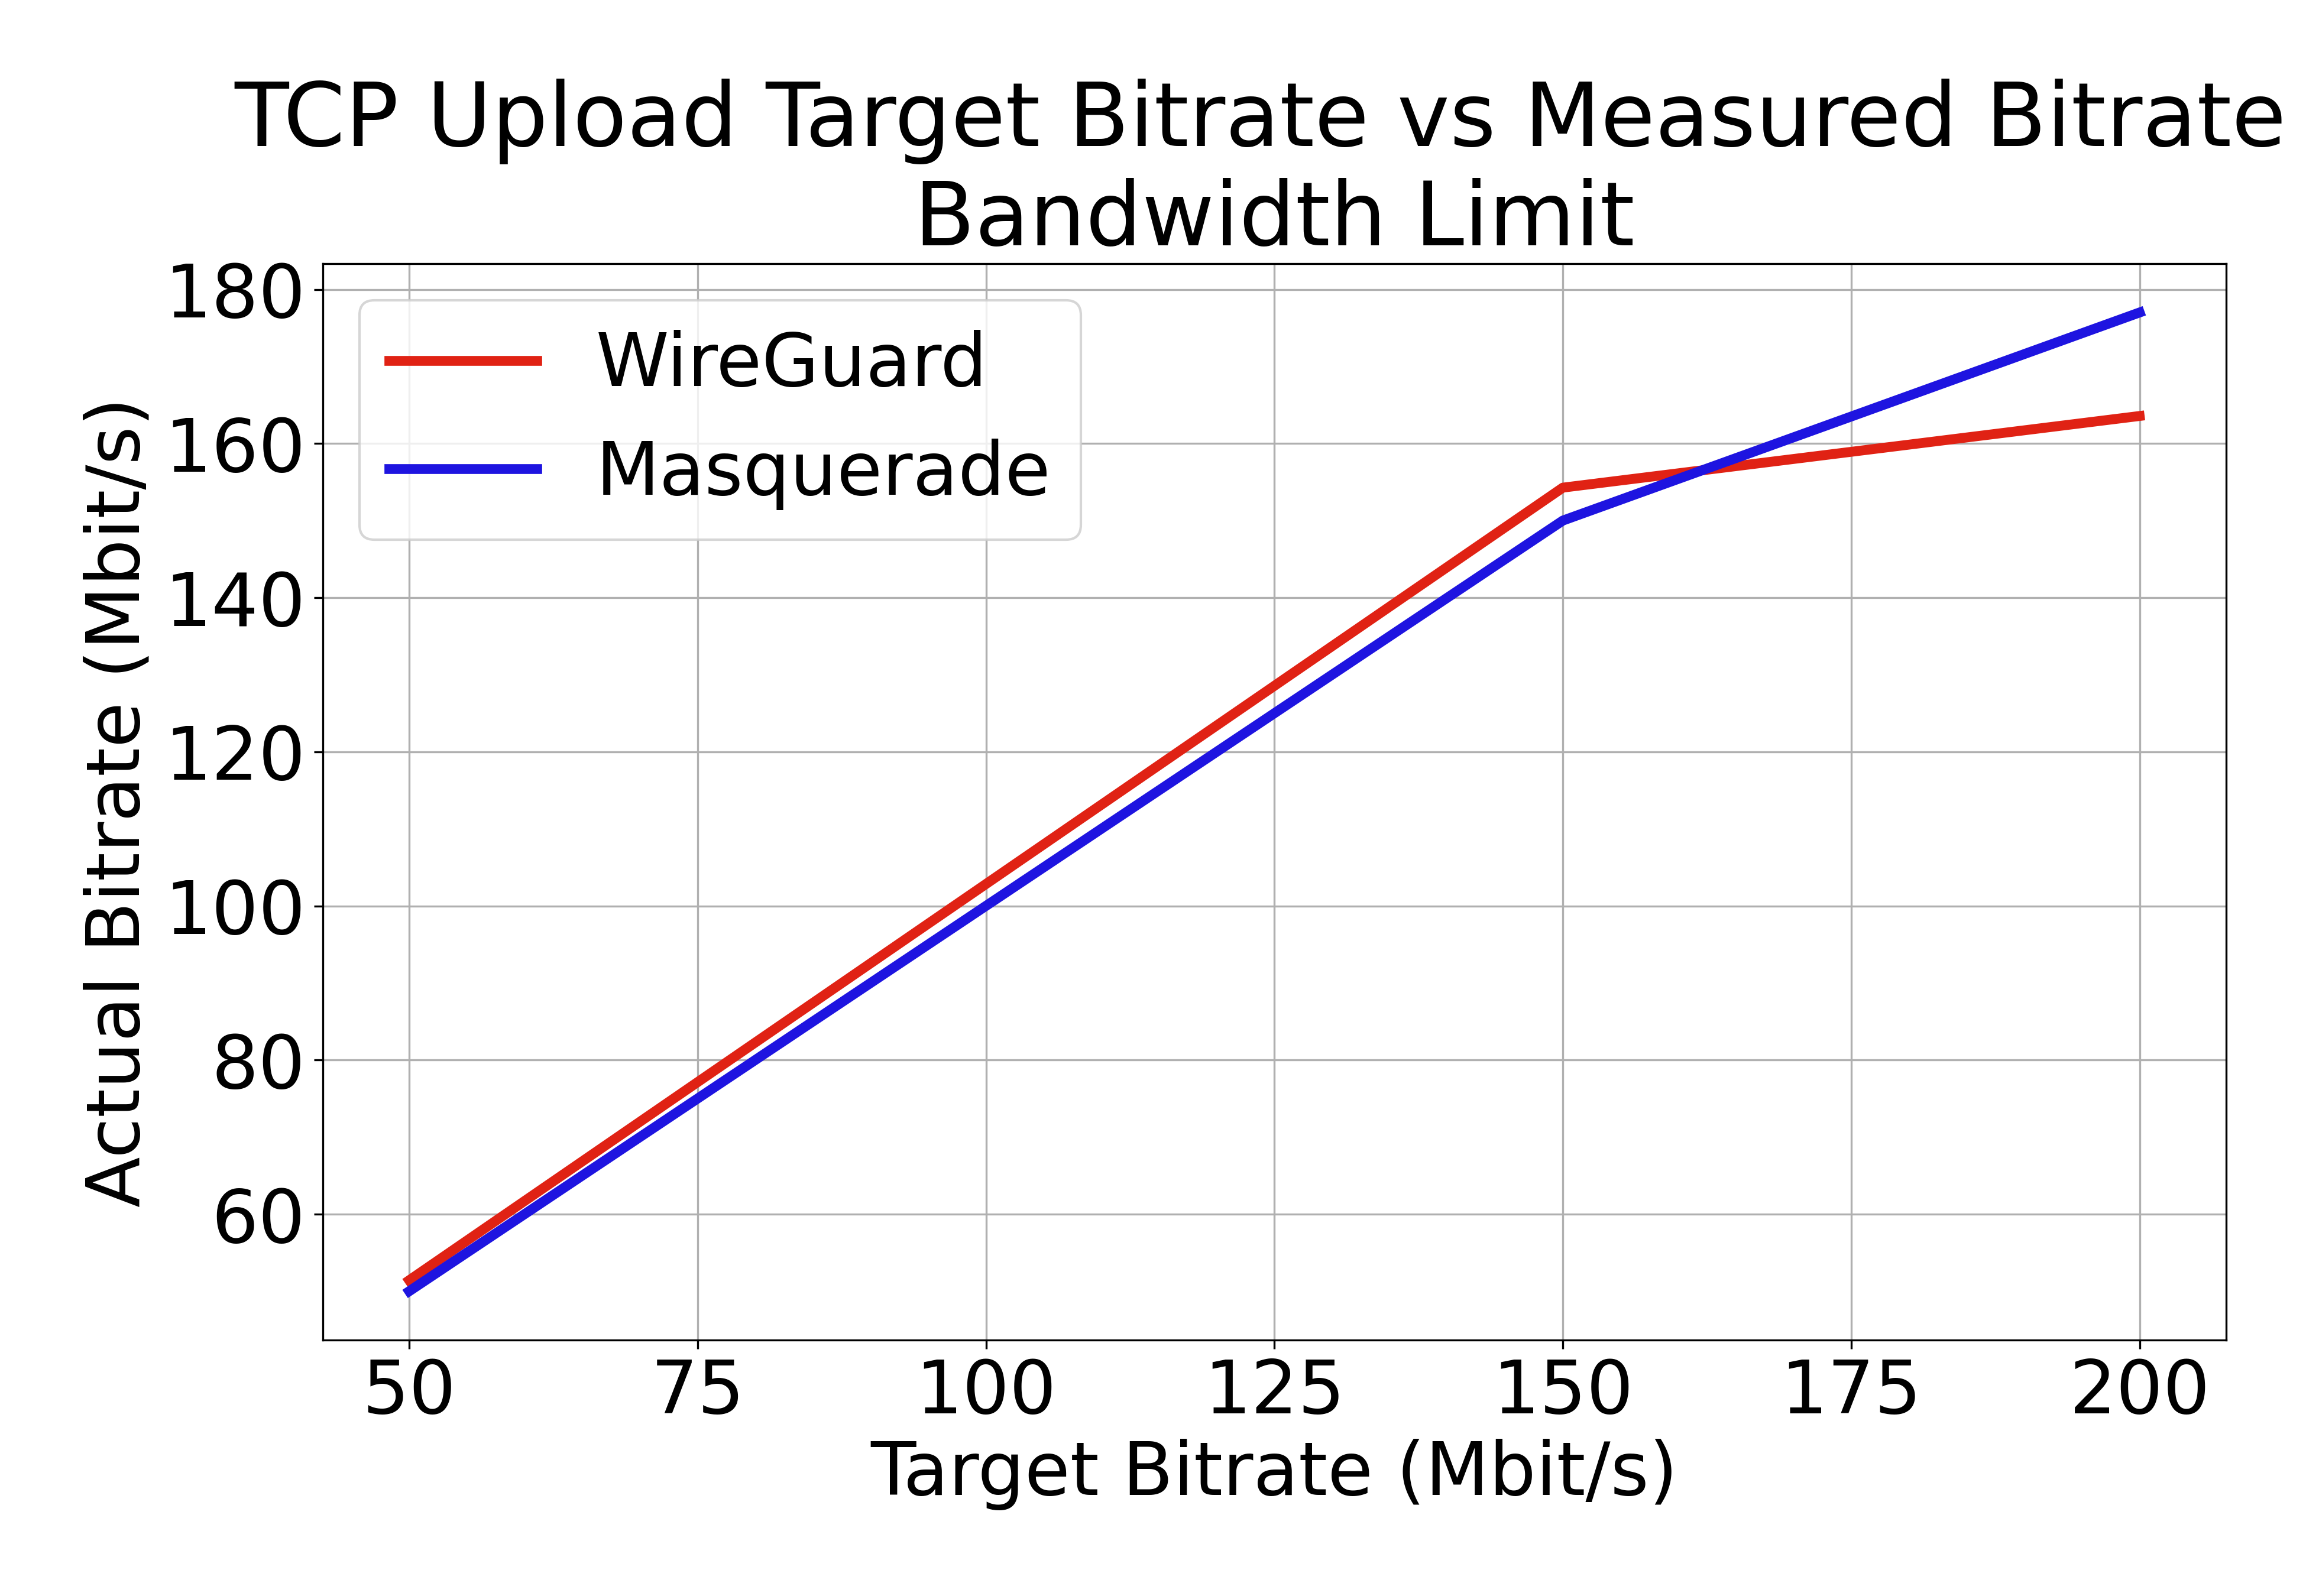 TCP Upload Target Bitrate vs Measured Bitrate
Bandwidth Limit
WireGuard
Masquerade
Actual Bitrate (Mbit/s)
180
160
140
120
100
80
60
50 75 100 125 150 175 200
Target Bitrate (Mbit/s)